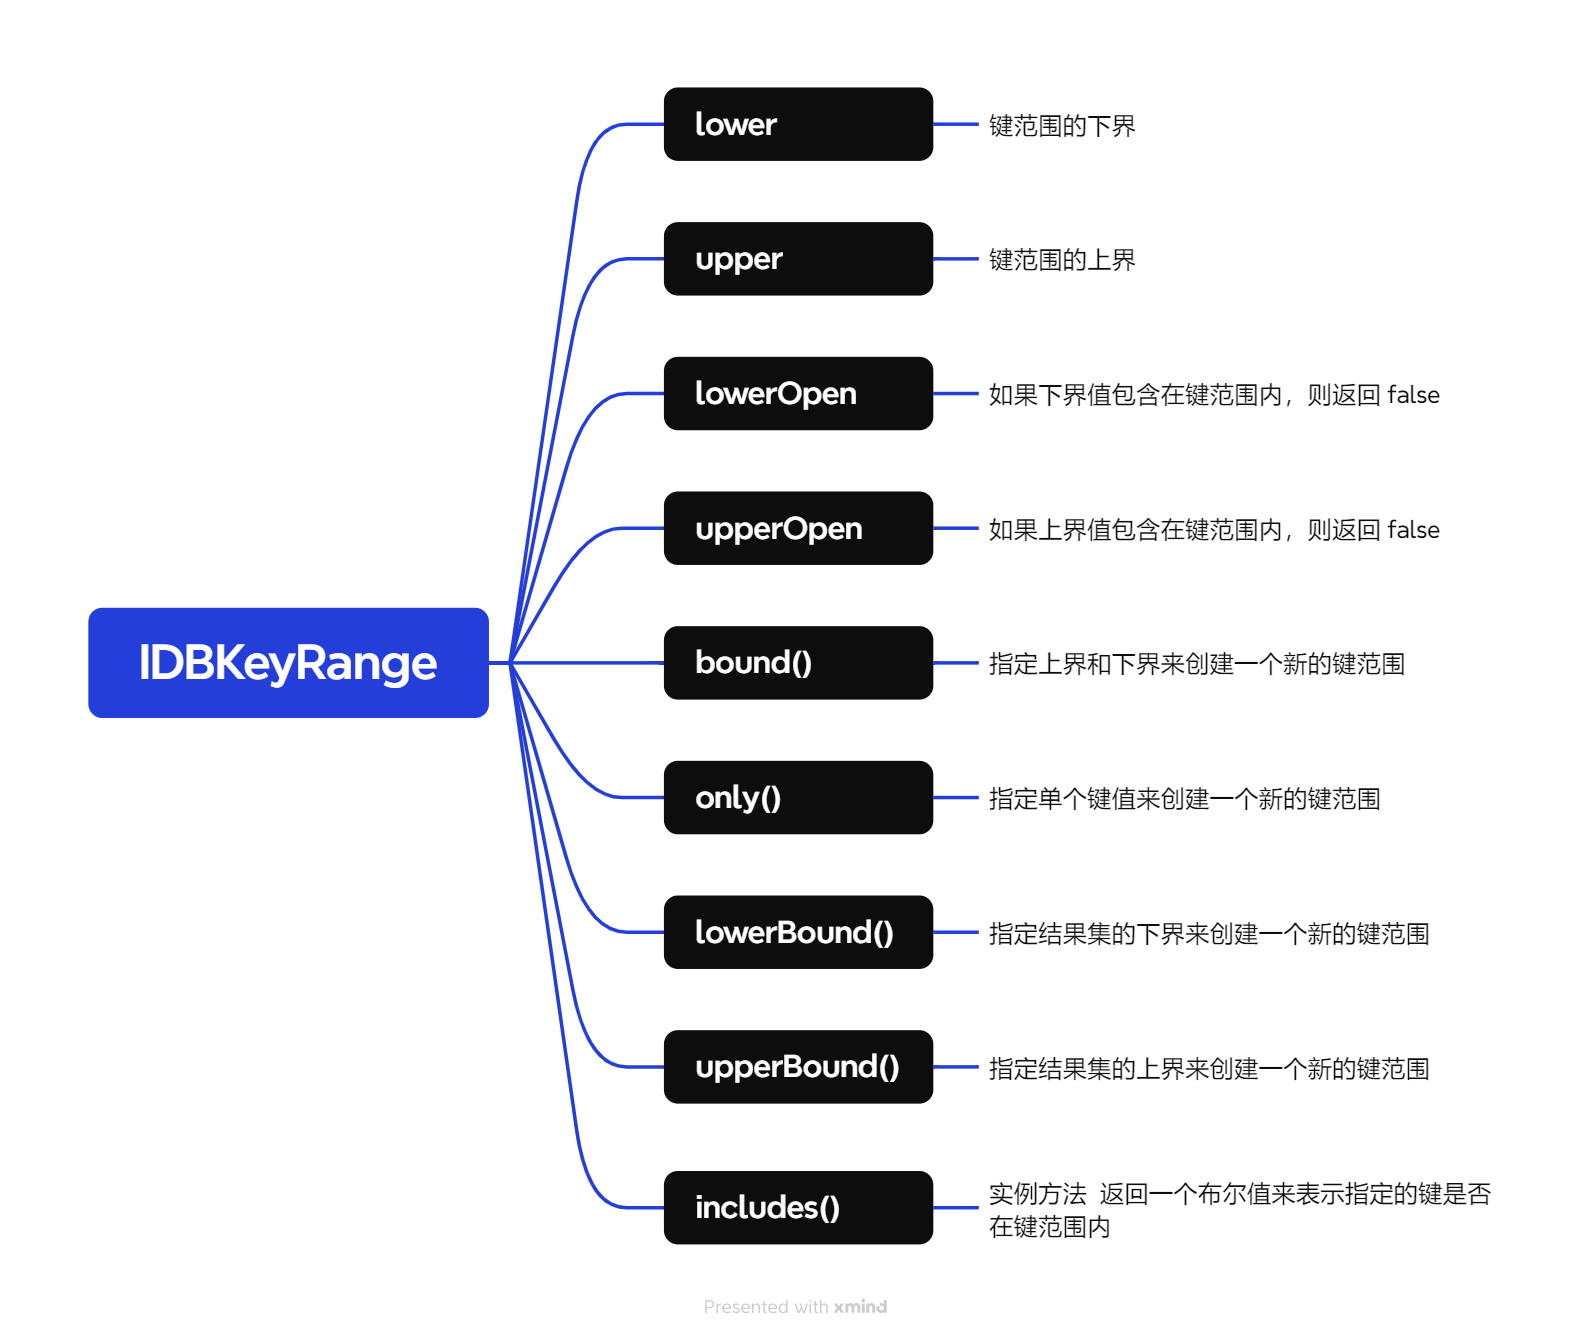 lower
键范围的下界
upper
键范围的上界
lowerOpen
如果下界值包含在键范围内，则返回 false
upperOpen
如果上界值包含在键范围内，则返回 false
IDBKeyRange
bound()
指定上界和下界来创建一个新的键范围
only()
指定单个键值来创建一个新的键范围
lowerBound()
指定结果集的下界来创建一个新的键范围
upperBound()
指定结果集的上界来创建一个新的键范围
includes()
实例方法 返回一个布尔值来表示指定的键是否
在键范围内
Presented with xmind